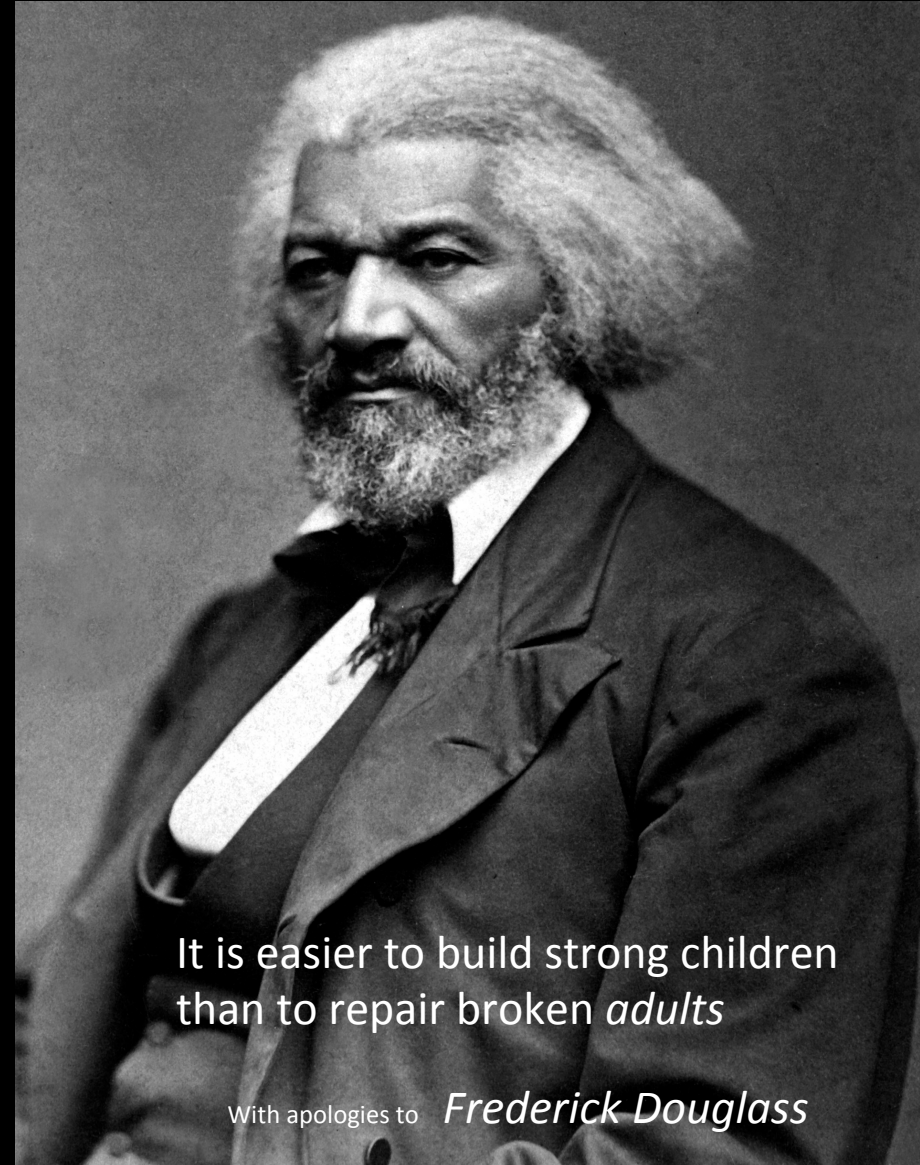 It is easier to build strong children
than to repair broken adults
With apologies to Frederick Douglass